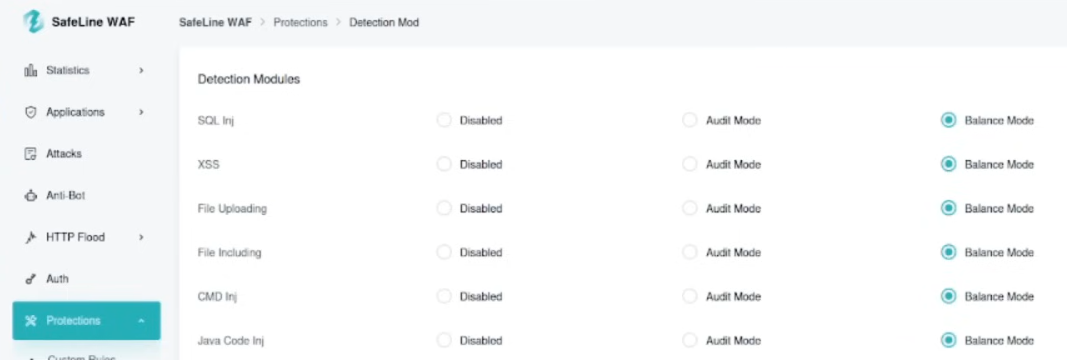 SafeLine WAF
SafeLine WAF > Protections > Detection Mod
Statistics >
Applications >
Attacks
Anti-Bot
HTTP Flood >
Auth
Protections
Custom Rules
Detection Modules
SQL Inj Disabled Audit Mode Balance Mode
XSS Disabled Audit Mode Balance Mode
File Uploading Disabled Audit Mode Balance Mode
File Including Disabled Audit Mode Balance Mode
CMD Inj Disabled Audit Mode Balance Mode
Java Code Inj Disabled Audit Mode Balance Mode